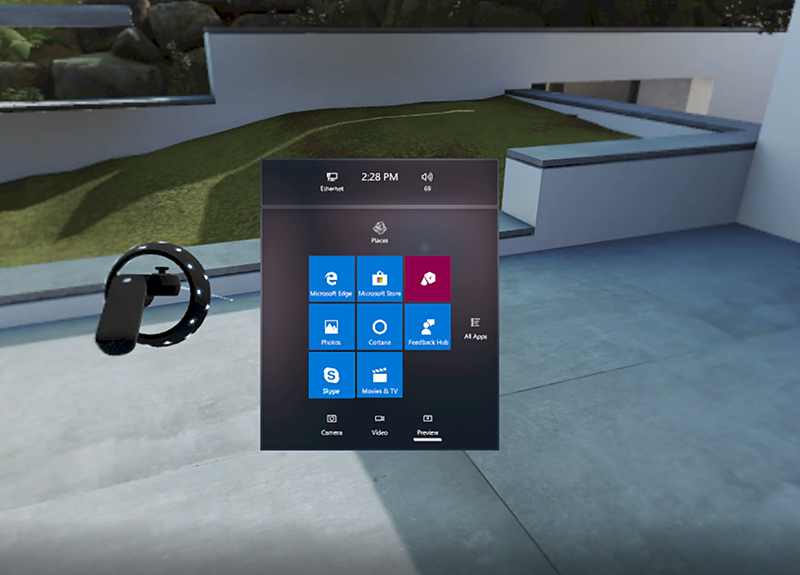 2:28 PM
Ethernet
69
Places
Microsoft Edge
Microsoft Store
Photos
Cortana
Feedback Hub
All Apps
Skype
Movies & TV
Camera
Video
Preview